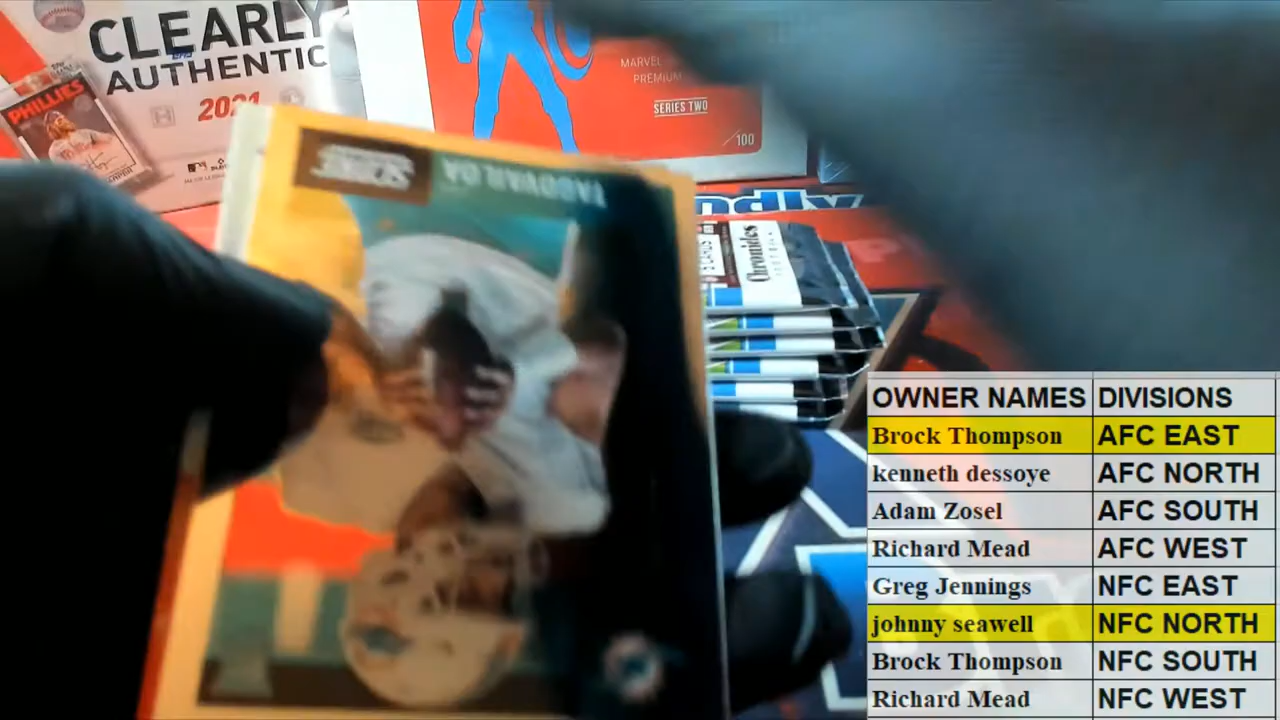 CLEARLY
AUTHENTIC
2021
PHILLIES
MARVEL
PREMIUM
SERIES TWO
/100
TAGOVAILOA
SCORE
Chronicles
OWNER NAMES DIVISIONS
Brock Thompson AFC EAST
kenneth dessoye AFC NORTH
Adam Zosel AFC SOUTH
Richard Mead AFC WEST
Greg Jennings NFC EAST
johnny seawell NFC NORTH
Brock Thompson NFC SOUTH
Richard Mead NFC WEST